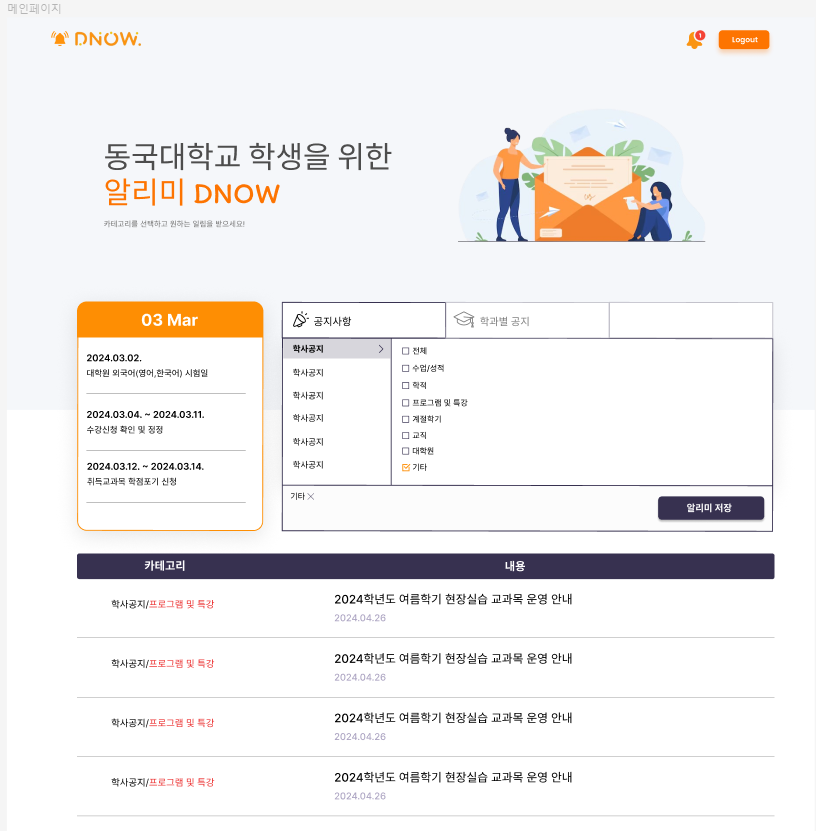 메인페이지
DNOW.
1
Logout
동국대학교 학생을 위한
알리미 DNOW
카테고리를 선택하고 원하는 알림을 받으세요!
03 Mar
2024.03.02.
대학원 외국어(영어,한국어) 시험일
2024.03.04. ~ 2024.03.11.
수강신청 확인 및 정정
2024.03.12. ~ 2024.03.14.
취득교과목 학점포기 신청
공지사항
학과별 공지
학사공지
학사공지
학사공지
학사공지
학사공지
학사공지
전체
수업/성적
학적
프로그램 및 특강
계절학기
교직
대학원
기타
기타
알리미 저장
카테고리 내용
학사공지/프로그램 및 특강
2024학년도 여름학기 현장실습 교과목 운영 안내
2024.04.26
학사공지/프로그램 및 특강
2024학년도 여름학기 현장실습 교과목 운영 안내
2024.04.26
학사공지/프로그램 및 특강
2024학년도 여름학기 현장실습 교과목 운영 안내
2024.04.26
학사공지/프로그램 및 특강
2024학년도 여름학기 현장실습 교과목 운영 안내
2024.04.26